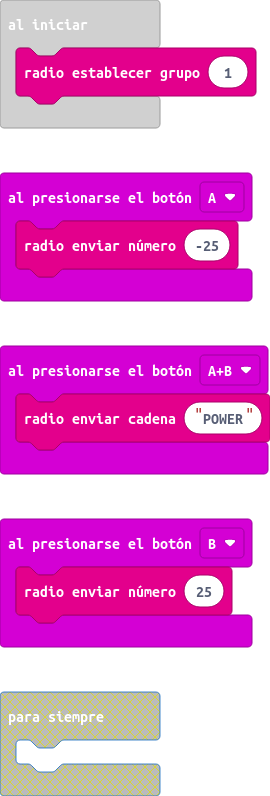 al iniciar
radio establecer grupo 1
al presionarse el botón A
radio enviar número -25
al presionarse el botón A+B
radio enviar cadena "POWER"
al presionarse el botón B
radio enviar número 25
para siempre